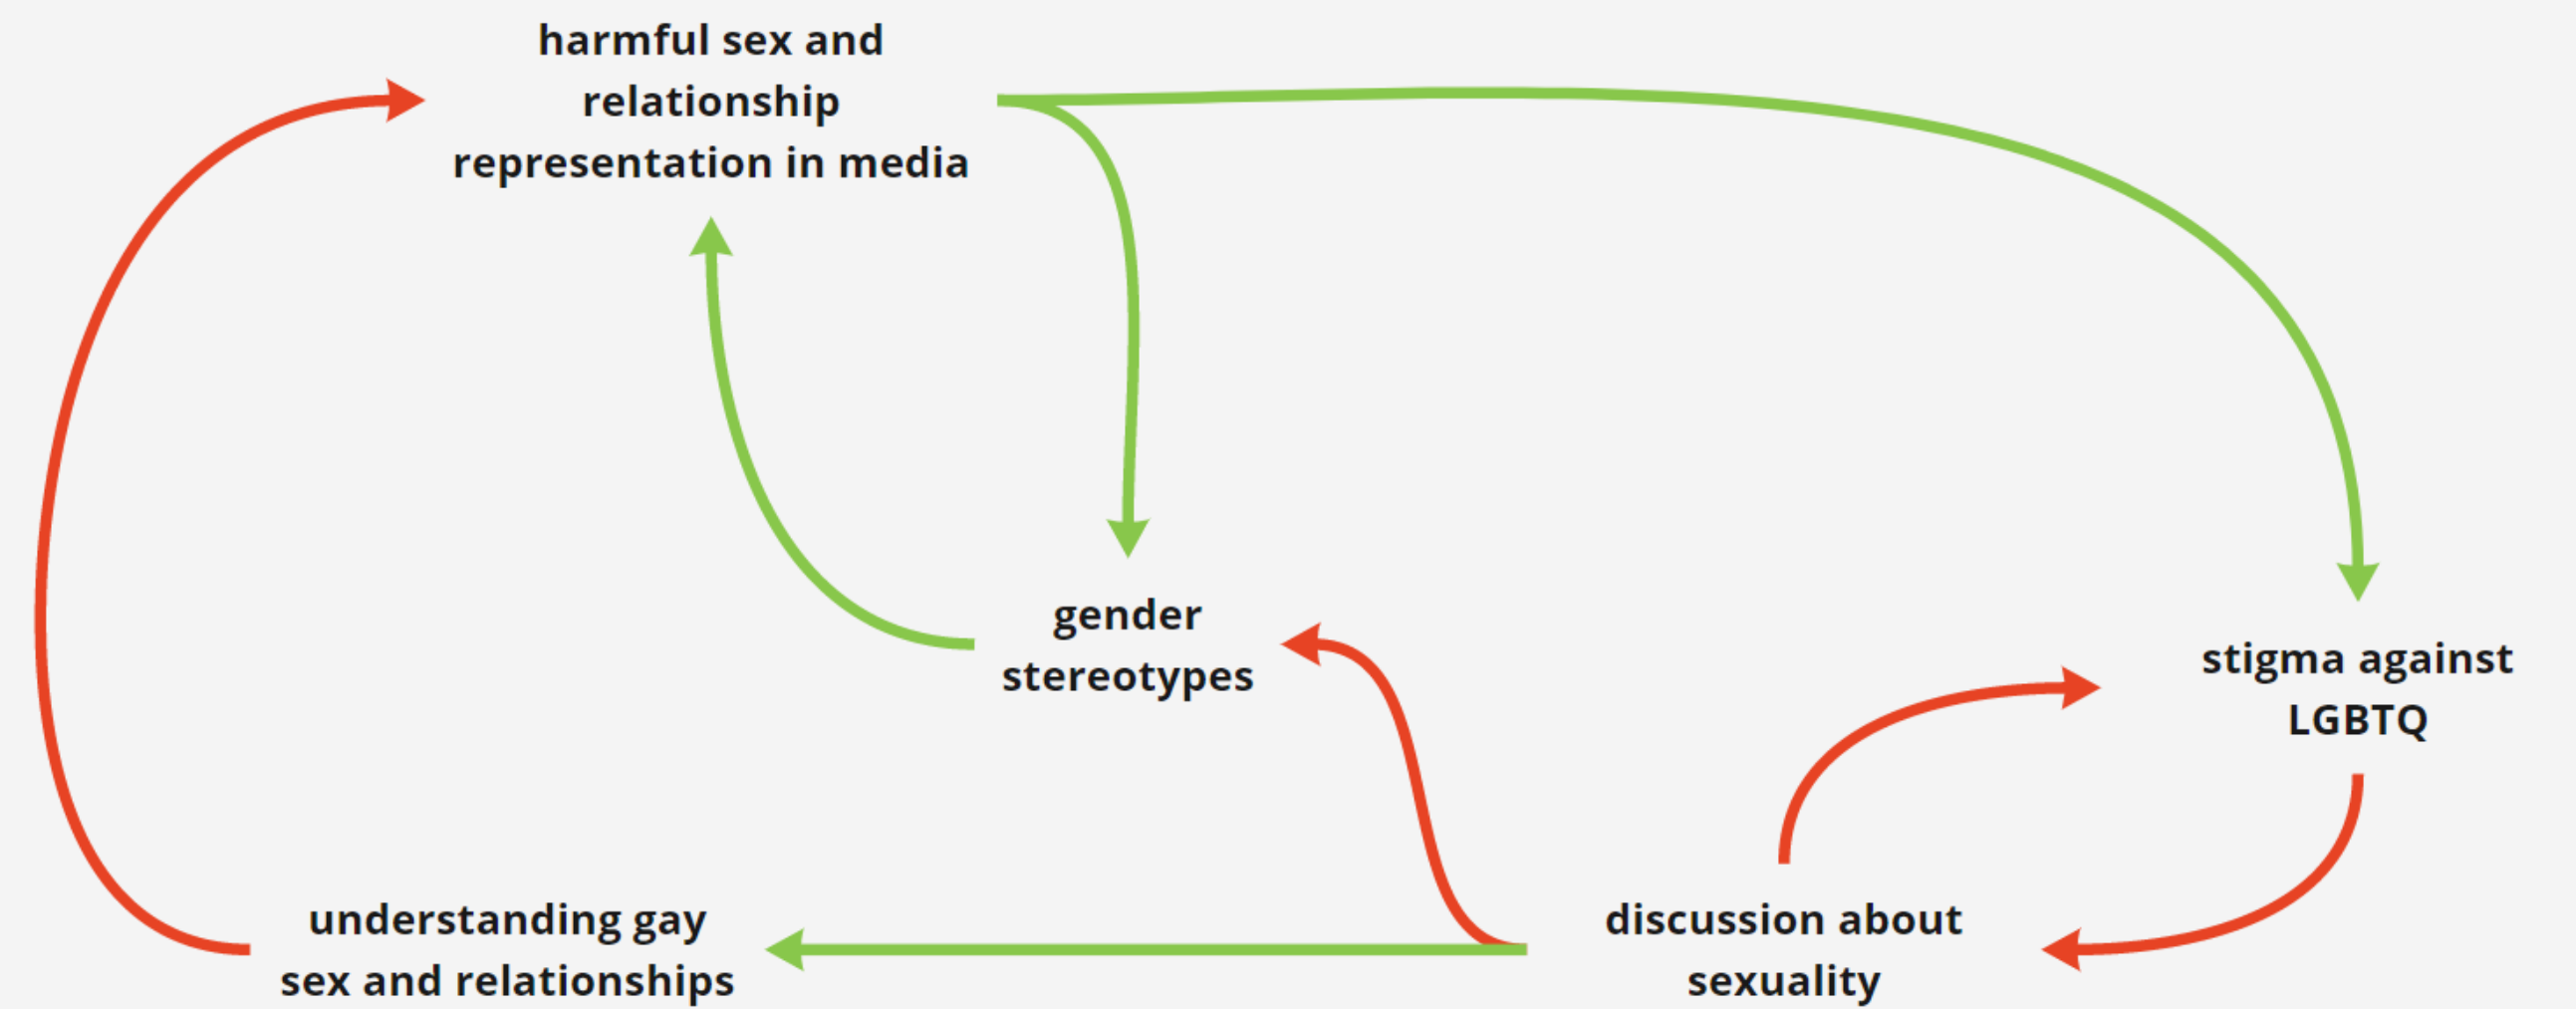 harmful sex and
relationship
representation in media
gender
stereotypes
stigma against
LGBTQ
understanding gay
sex and relationships
discussion about
sexuality